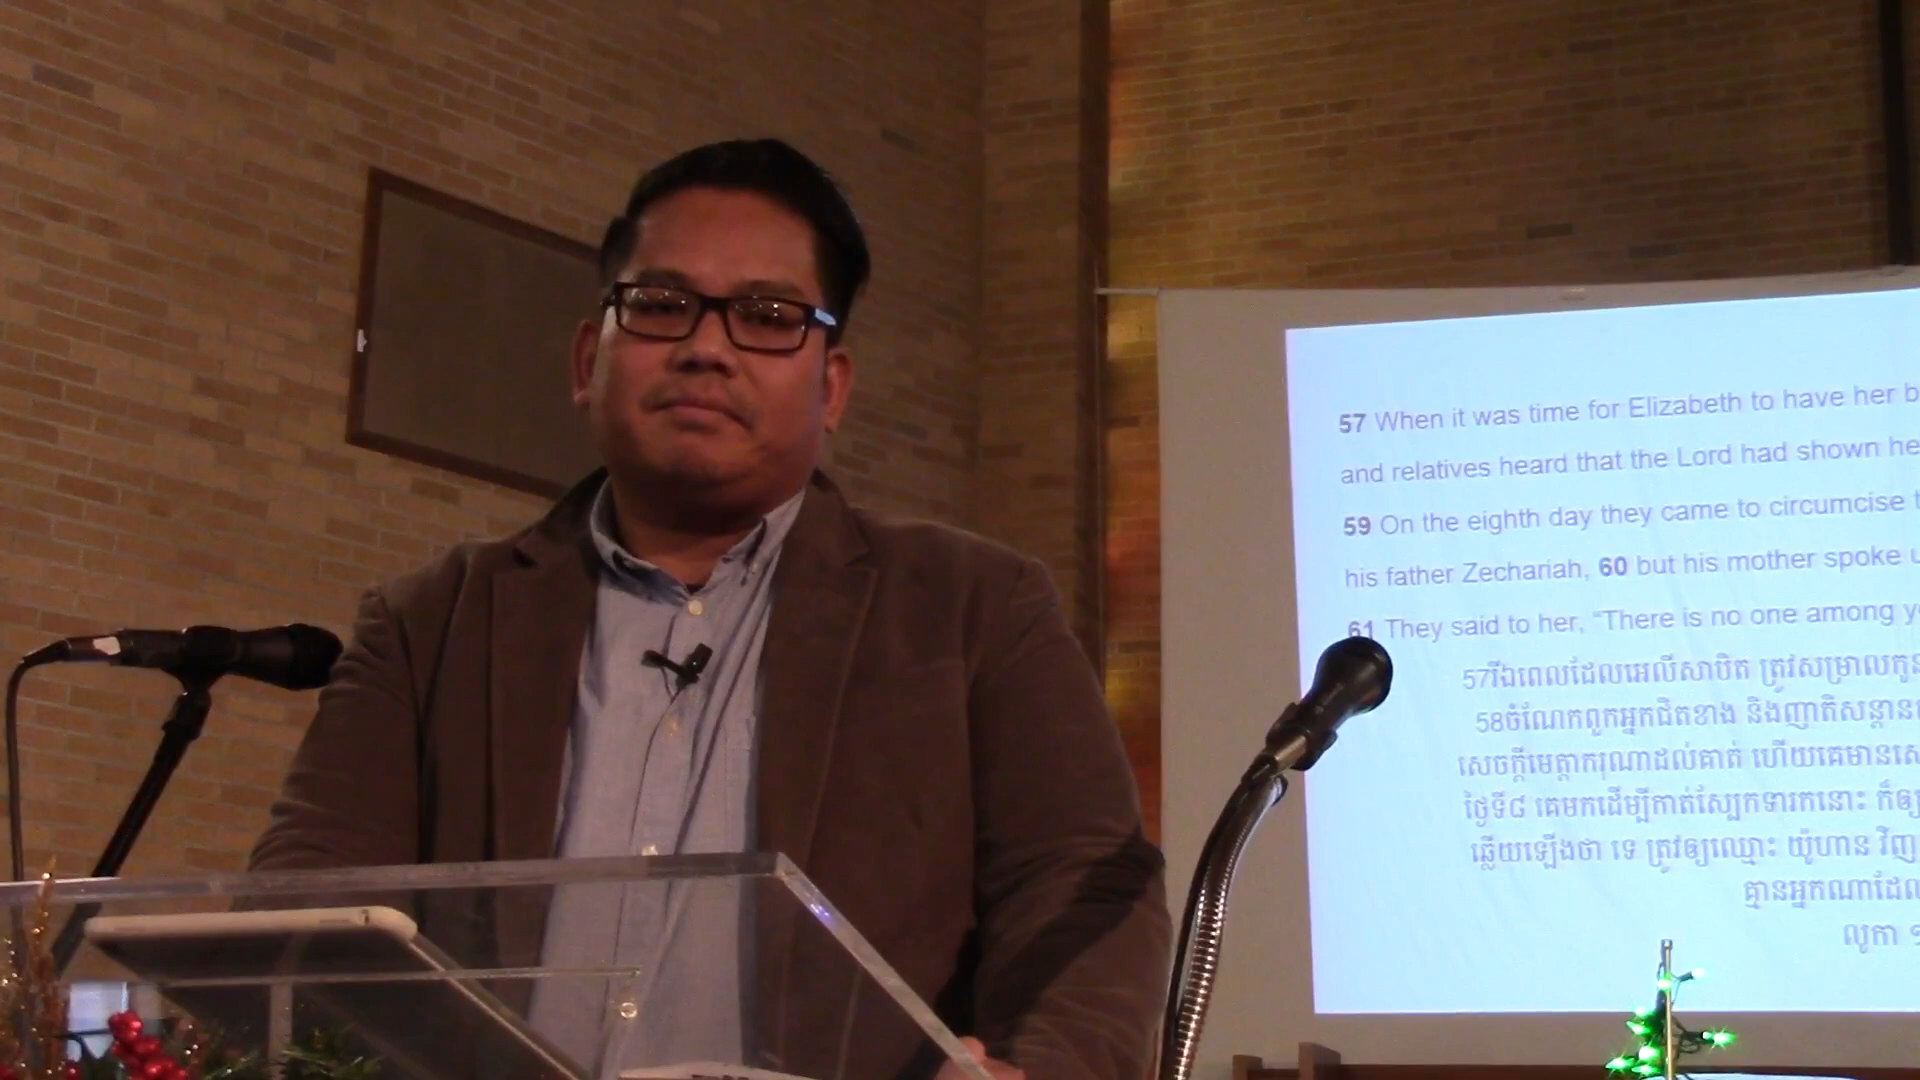 57 When it was time for Elizabeth to have her b
and relatives heard that the Lord had shown he
59 On the eighth day they came to circumcise t
his father Zechariah, 60 but his mother spoke u
61 They said to her, “There is no one among y
57រីឯពេលដែលអេលីសាបិត ត្រូវសម្រាលកូន
58ចំណែកពួកអ្នកជិតខាង និងញាតិសន្តាន
សេចក្ដីមេត្តាករុណាដល់គាត់ ហើយគេមានសេ
ថ្ងៃទី៨ គេមកដើម្បីកាត់ស្បែកទារកនោះ ក៏ឲ្យ
ឆ្លើយឡើងថា ទេ ត្រូវឲ្យឈ្មោះ យ៉ូហាន វិញ
គ្មានអ្នកណាដែល
លូកា ១